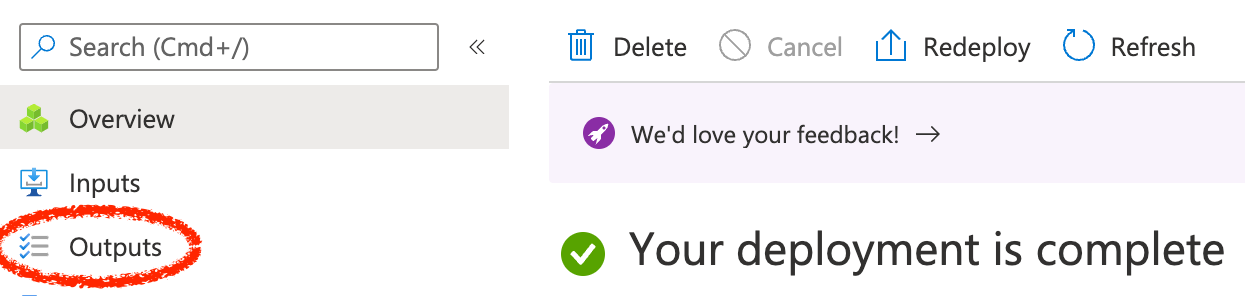 Search (Cmd+/)
«
Delete
Cancel
Redeploy
Refresh
Overview
We'd love your feedback! →
Inputs
Outputs
Your deployment is complete